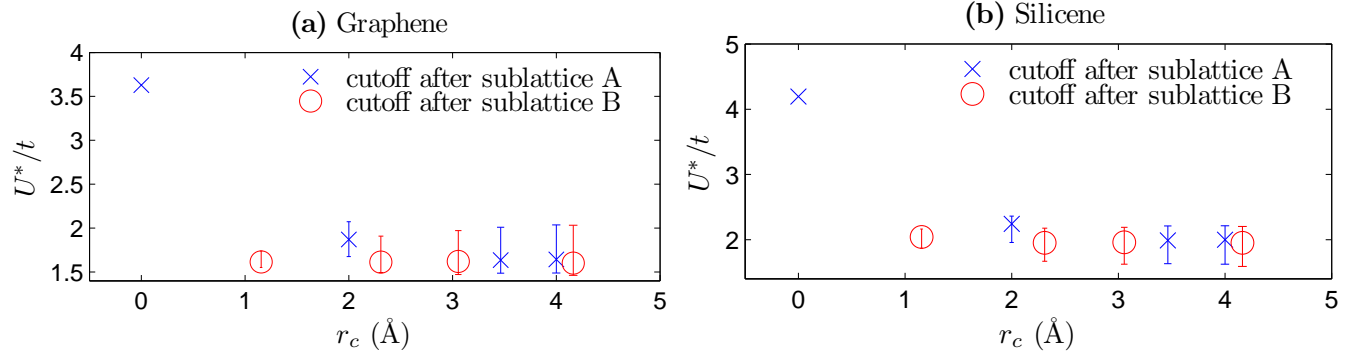 (a) Graphene
4
3.5
3
2.5
2
1.5
U*/t
× cutoff after sublattice A
○ cutoff after sublattice B
0 1 2 3 4 5
r_c (Å)
(b) Silicene
5
4
3
2
U*/t
× cutoff after sublattice A
○ cutoff after sublattice B
0 1 2 3 4 5
r_c (Å)